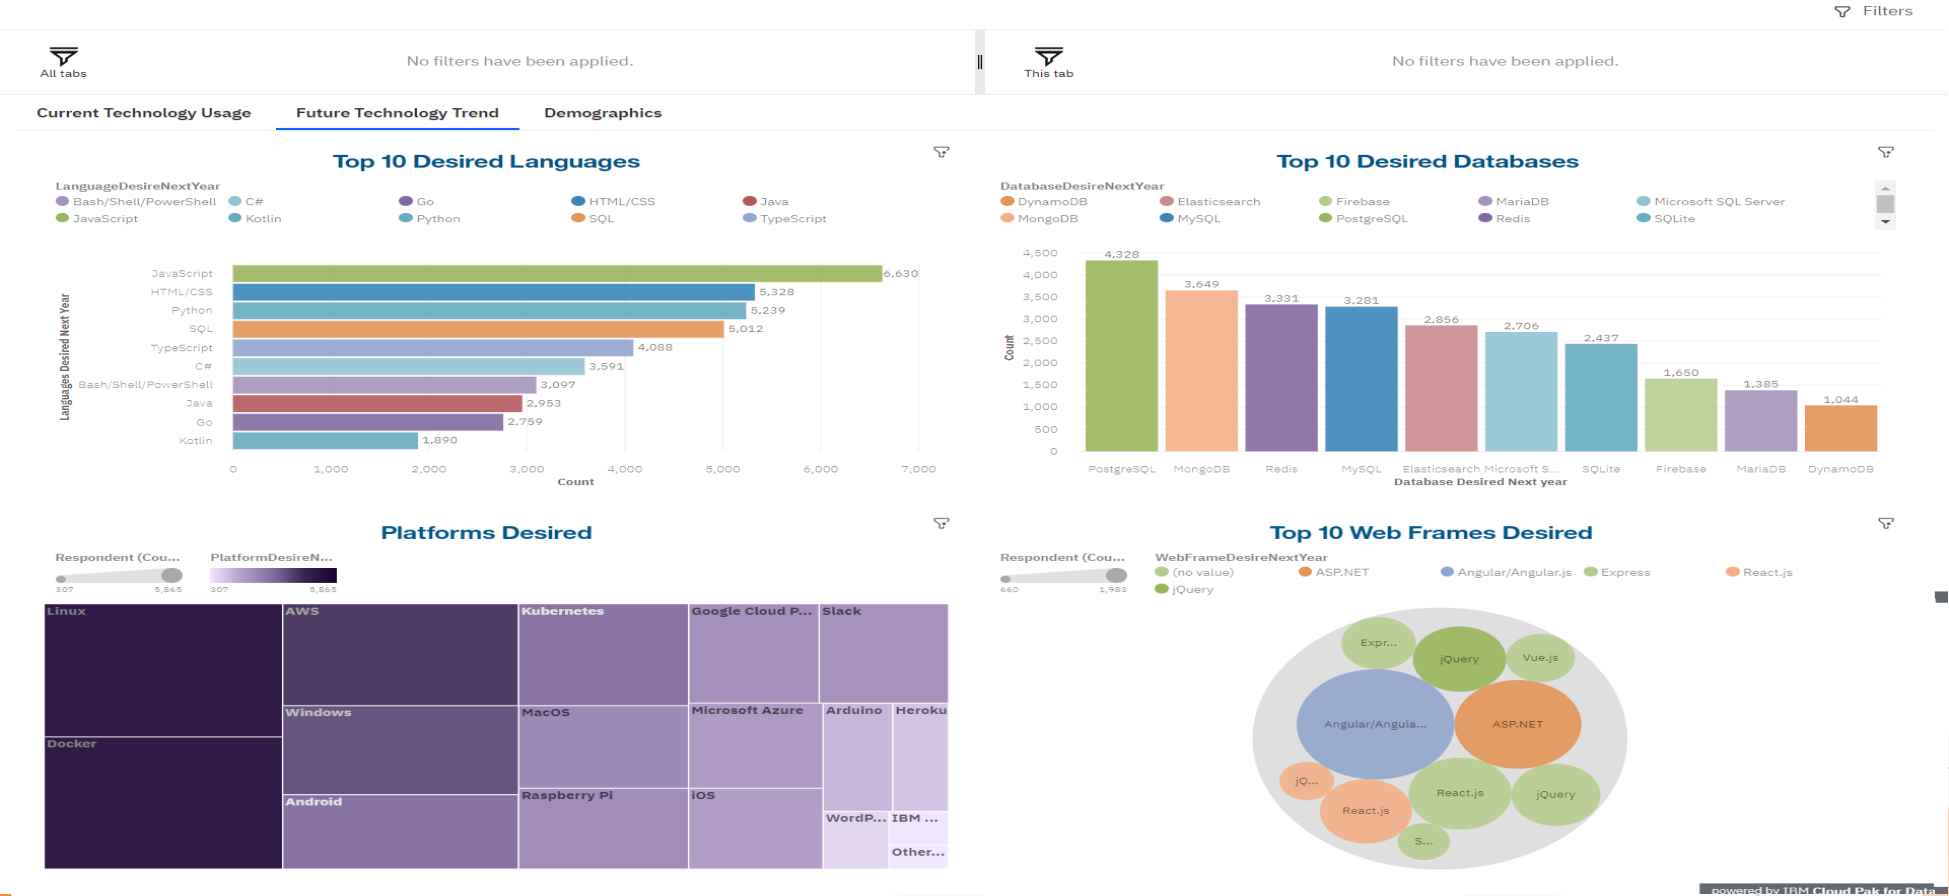 Filters
All tabs
No filters have been applied.
This tab
No filters have been applied.
Current Technology Usage
Future Technology Trend
Demographics
Top 10 Desired Languages
LanguageDesireNextYear
Bash/Shell/PowerShell C# Go HTML/CSS Java
JavaScript Kotlin Python SQL TypeScript
Languages Desired Next Year
JavaScript 6,630
HTML/CSS 5,328
Python 5,239
SQL 5,012
TypeScript 4,088
C# 3,591
Bash/Shell/PowerShell 3,097
Java 2,953
Go 2,759
Kotlin 1,890
0 1,000 2,000 3,000 4,000 5,000 6,000 7,000
Count
Top 10 Desired Databases
DatabaseDesireNextYear
DynamoDB Elasticsearch Firebase MariaDB Microsoft SQL Server
MongoDB MySQL PostgreSQL Redis SQLite
Count
4,500
4,000
3,500
3,000
2,500
2,000
1,500
1,000
500
0
4,328 3,649 3,331 3,281 2,856 2,706 2,437 1,650 1,385 1,044
PostgreSQL MongoDB Redis MySQL Elasticsearch Microsoft S... SQLite Firebase MariaDB DynamoDB
Database Desired Next year
Platforms Desired
Respondent (Cou... PlatformDesireN...
307 5,865 307 5,865
Linux
Docker
AWS
Windows
Android
Kubernetes
MacOS
Raspberry Pi
Google Cloud P...
Slack
Microsoft Azure
iOS
Arduino
Heroku
WordP...
IBM ...
Other...
Top 10 Web Frames Desired
Respondent (Cou... WebFrameDesireNextYear
660 1,983
(no value) ASP.NET Angular/Angular.js Express React.js
jQuery
Expr...
jQuery
Vue.js
Angular/Angula...
ASP.NET
jQ...
React.js
React.js
jQuery
S...
powered by IBM Cloud Pak for Data